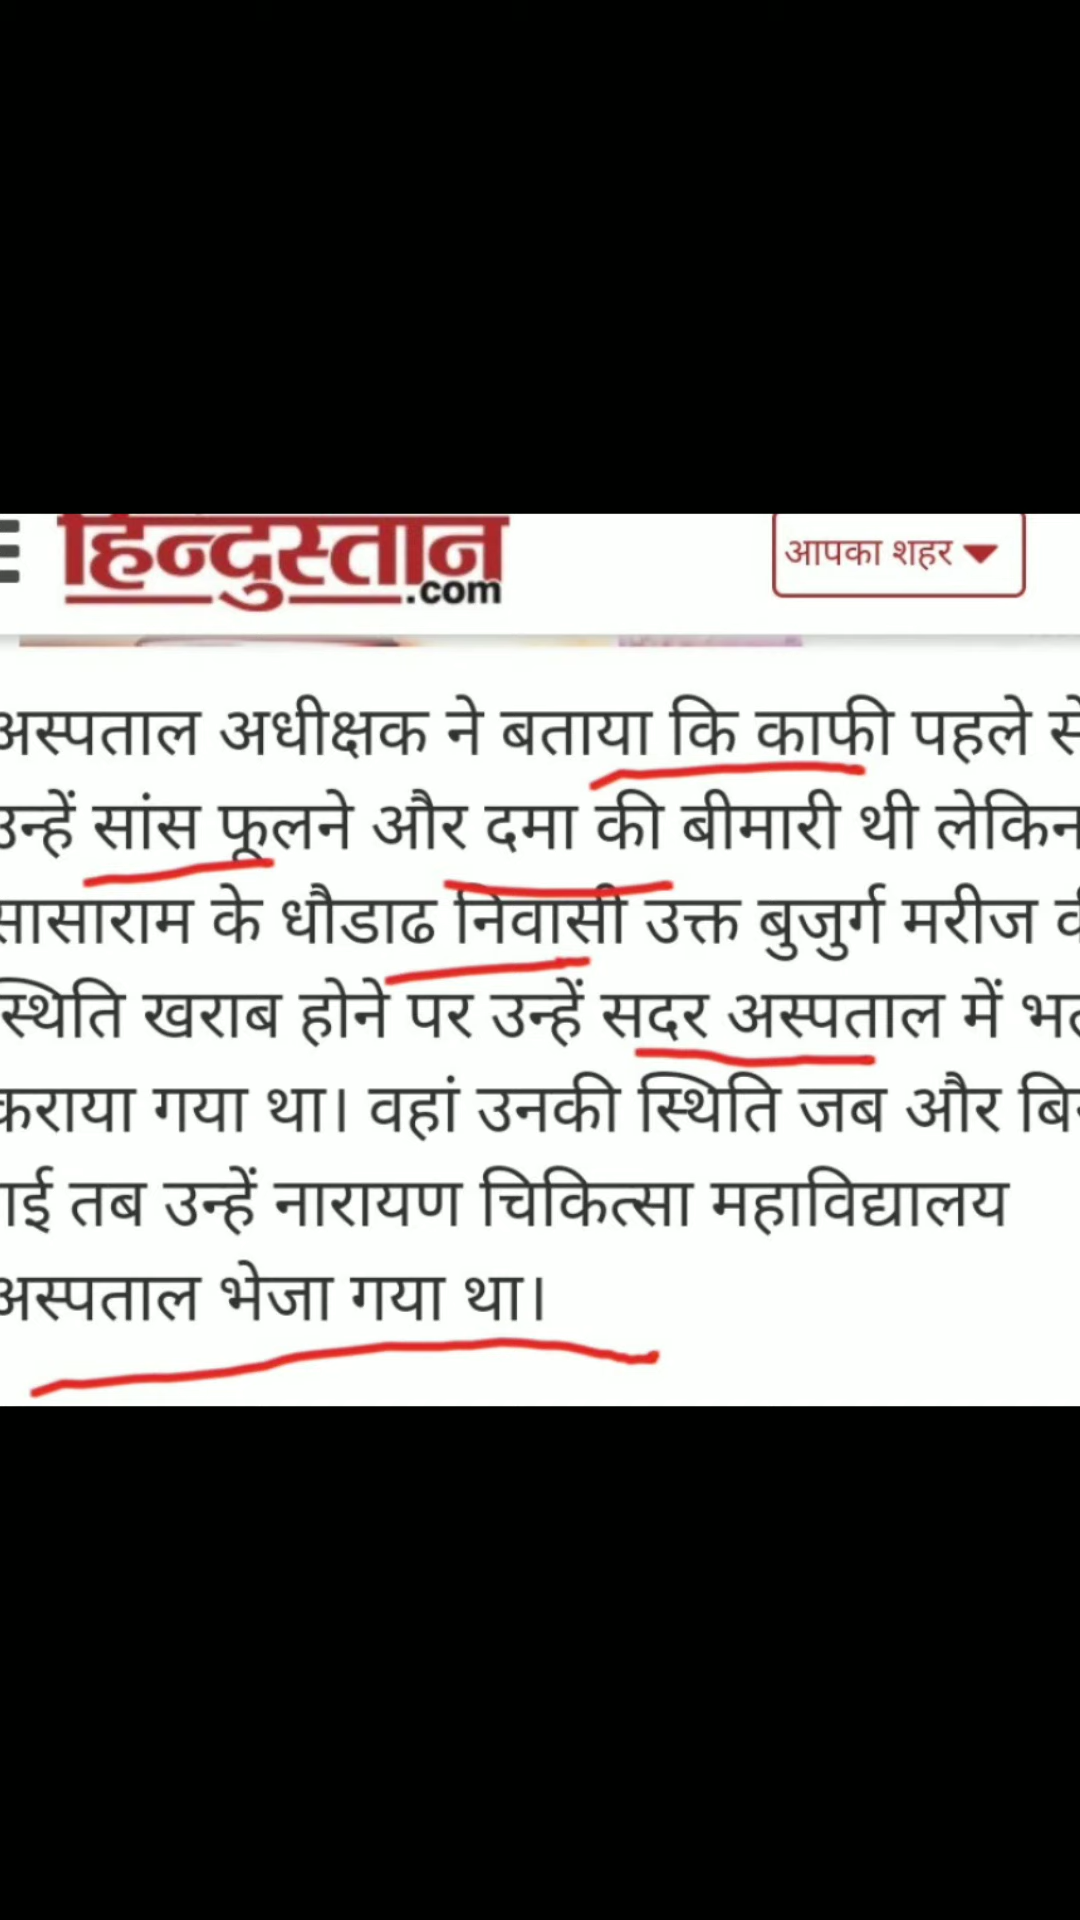 हिन्दुस्तान
.com
आपका शहर
अस्पताल अधीक्षक ने बताया कि काफी पहले से
उन्हें सांस फूलने और दमा की बीमारी थी लेकिन
सासाराम के धौडाढ निवासी उक्त बुजुर्ग मरीज
स्थिति खराब होने पर उन्हें सदर अस्पताल में
कराया गया था। वहां उनकी स्थिति जब और
तब उन्हें नारायण चिकित्सा महाविद्यालय
अस्पताल भेजा गया था।